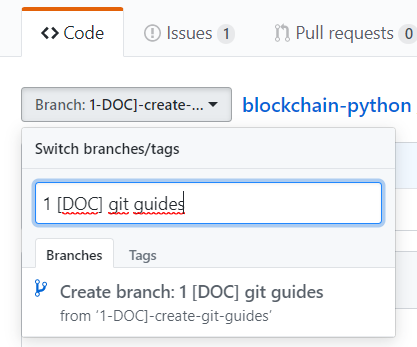 Code Issues 1 Pull requests 0
Branch: 1-DOC]-create-... blockchain-python
Switch branches/tags
1 [DOC] git guides
Branches Tags
Create branch: 1 [DOC] git guides
from ‘1-DOC]-create-git-guides’